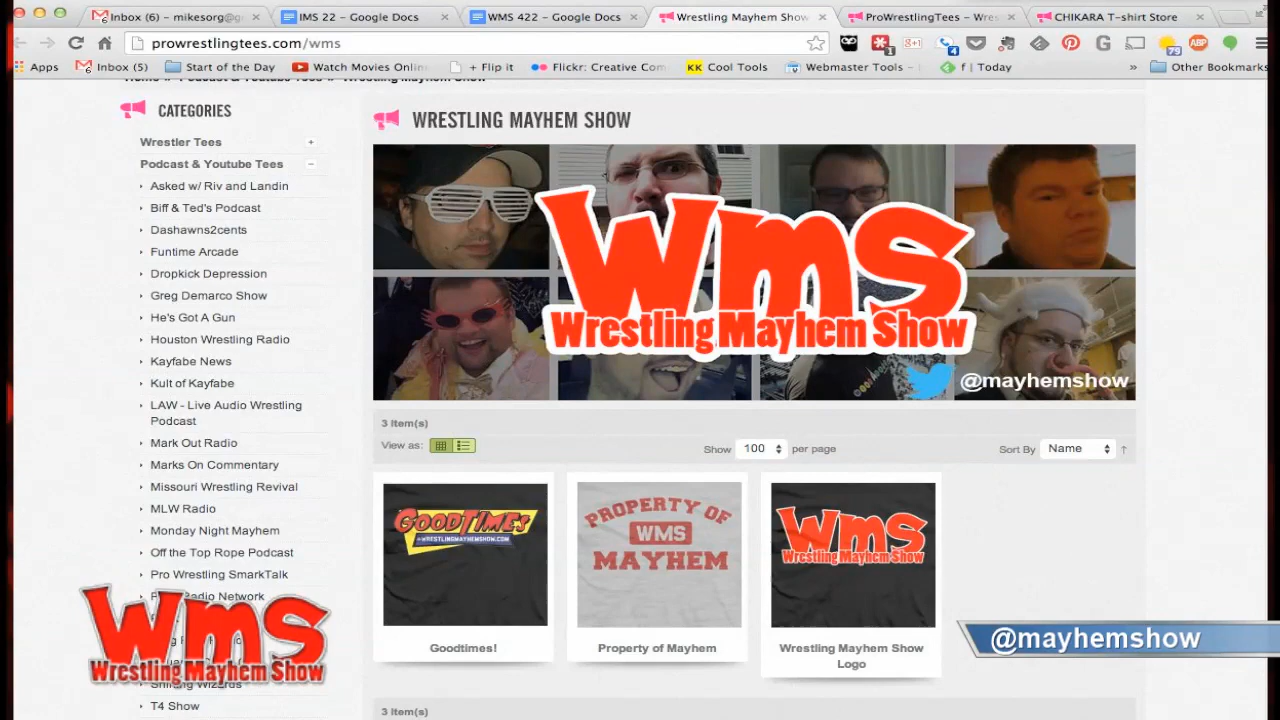 Inbox (6) – mikesorg@g
IMS 22 – Google Docs
WMS 422 – Google Docs
Wrestling Mayhem Show
ProWrestlingTees – Wres
CHIKARA T-shirt Store
prowrestlingtees.com/wms
Apps
Inbox (6)
Start of the Day
Watch Movies Onlin
+ Flip it
Flickr: Creative Com
KK Cool Tools
Webmaster Tools –
f | Today
»
Other Bookmarks
CATEGORIES
Wrestler Tees +
Podcast & Youtube Tees –
Asked w/ Riv and Landin
Biff & Ted's Podcast
Dashawns2cents
Funtime Arcade
Dropkick Depression
Greg Demarco Show
He's Got A Gun
Houston Wrestling Radio
Kayfabe News
Kult of Kayfabe
LAW - Live Audio Wrestling
Podcast
Mark Out Radio
Marks On Commentary
Missouri Wrestling Revival
MLW Radio
Monday Night Mayhem
Off the Top Rope Podcast
Pro Wrestling SmarkTalk
Network
Wizards
T4 Show
WRESTLING MAYHEM SHOW
Wms
Wrestling Mayhem Show
@mayhemshow
3 Item(s)
View as:
Show 100 per page
Sort By Name
GOODTIMES
WRESTLINGMAYHEMSHOW.COM
Goodtimes!
PROPERTY OF
WMS
MAYHEM
Property of Mayhem
Wms
Wrestling Mayhem Show
Wrestling Mayhem Show
Logo
3 Item(s)
Wms
Wrestling Mayhem Show
@mayhemshow